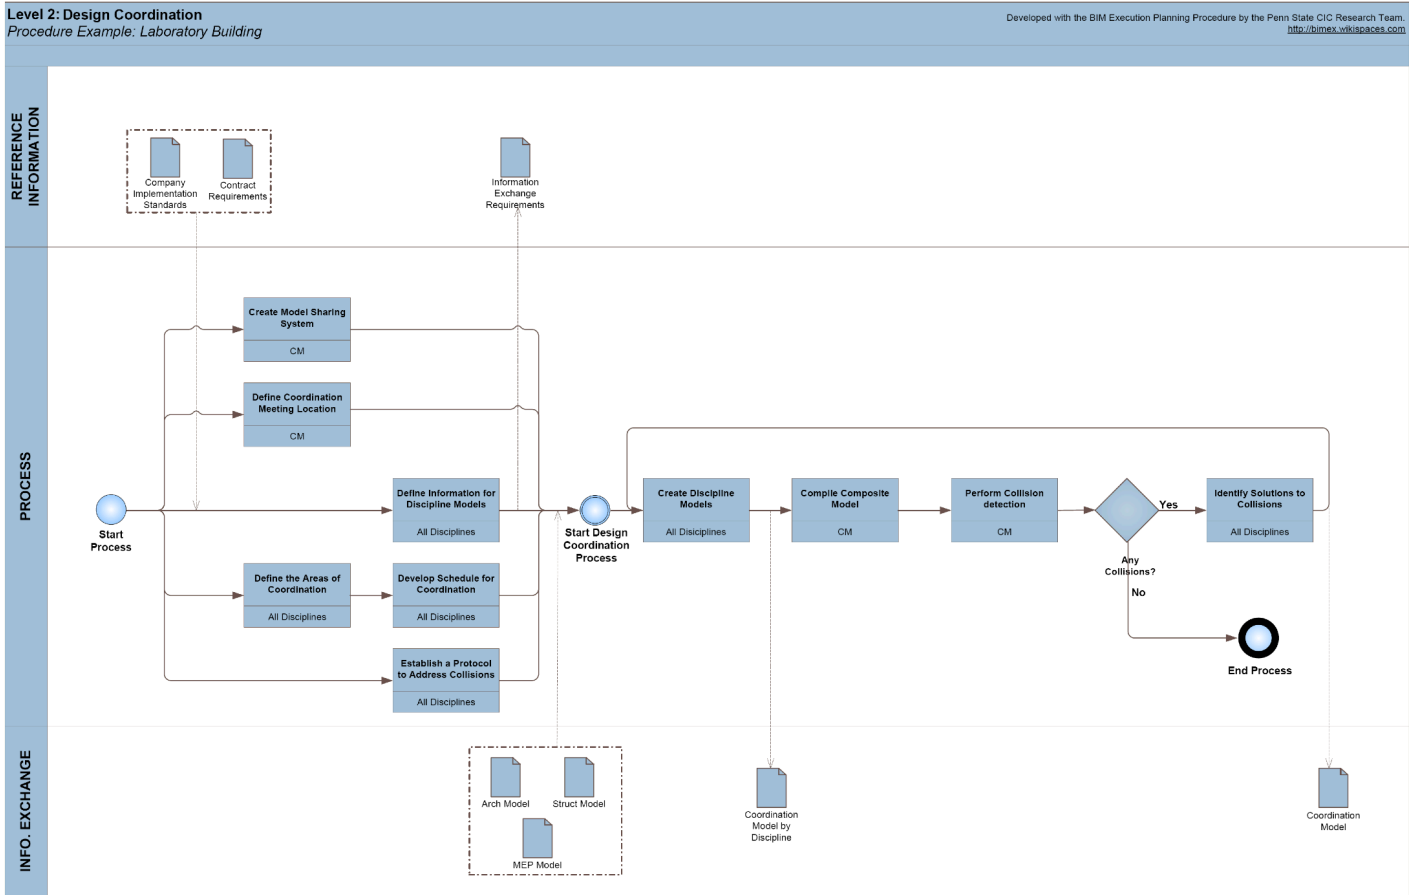 Level 2: Design Coordination
Procedure Example: Laboratory Building
Developed with the BIM Execution Planning Procedure by the Penn State CIC Research Team.
http://bimex.wikispaces.com
REFERENCE
INFORMATION
Company
Implementation
Standards
Contract
Requirements
Information
Exchange
Requirements
PROCESS
Start
Process
Create Model Sharing
System
CM
Define Coordination
Meeting Location
CM
Define Information for
Discipline Models
All Disciplines
Define the Areas of
Coordination
All Disciplines
Develop Schedule for
Coordination
All Disciplines
Establish a Protocol
to Address Collisions
All Disciplines
Start Design
Coordination
Process
Create Discipline
Models
All Disiciplines
Compile Composite
Model
CM
Perform Collision
detection
CM
Any
Collisions?
Yes
No
Identify Solutions to
Collisions
All Disciplines
End Process
INFO. EXCHANGE
Arch Model
Struct Model
MEP Model
Coordination
Model by
Discipline
Coordination
Model